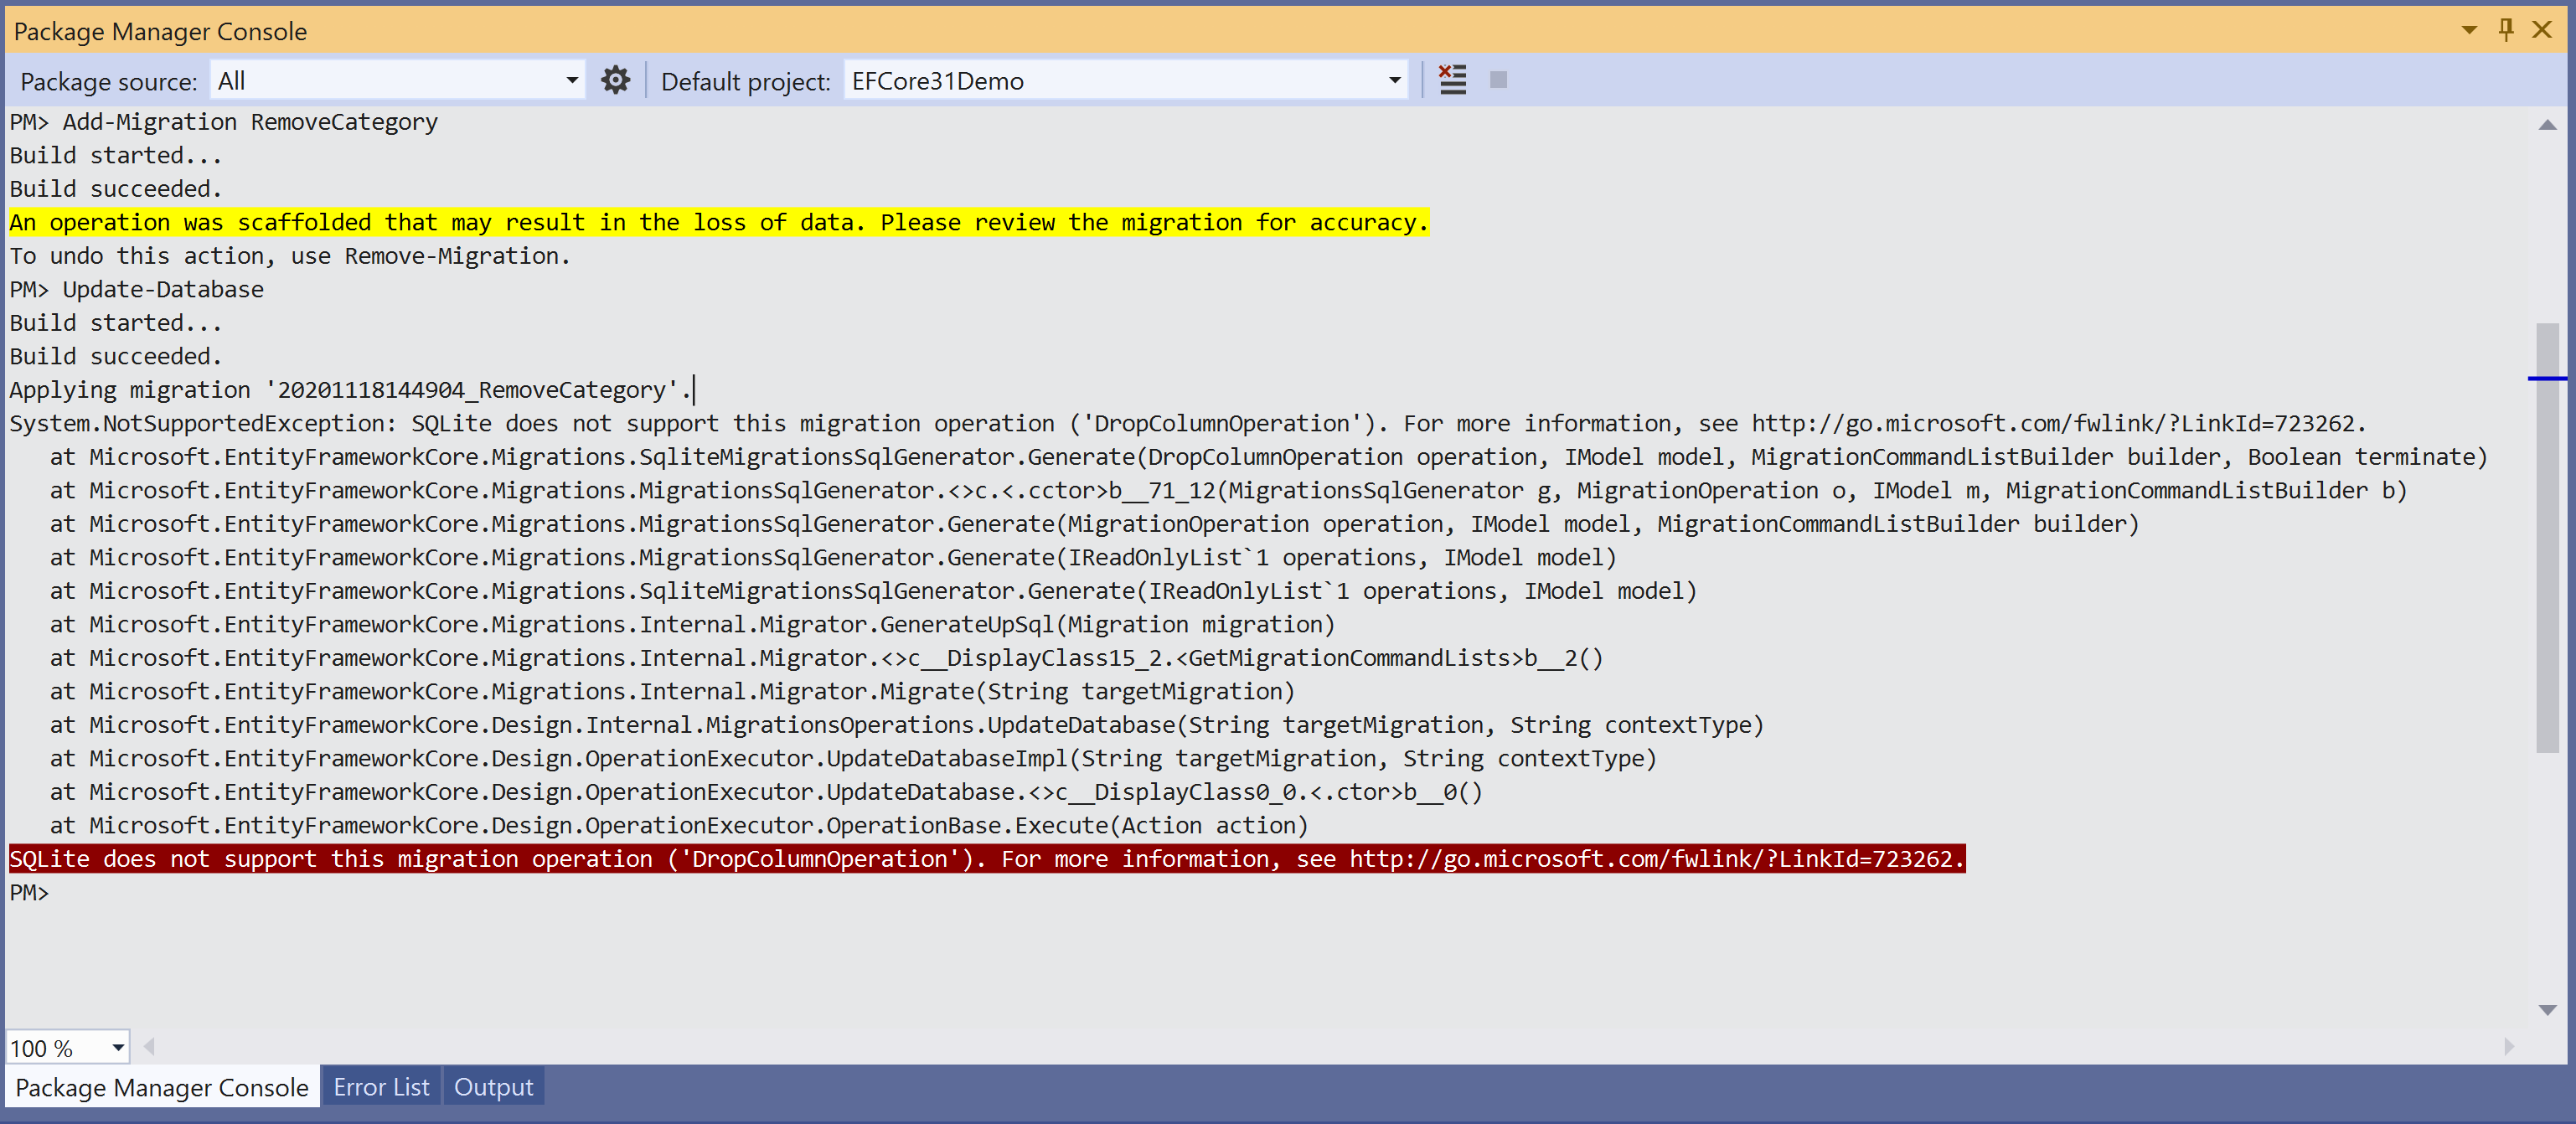 Package Manager Console
Package source: All Default project: EFCore31Demo
PM> Add-Migration RemoveCategory
Build started...
Build succeeded.
An operation was scaffolded that may result in the loss of data. Please review the migration for accuracy.
To undo this action, use Remove-Migration.
PM> Update-Database
Build started...
Build succeeded.
Applying migration '20201118144904_RemoveCategory'.
System.NotSupportedException: SQLite does not support this migration operation ('DropColumnOperation'). For more information, see http://go.microsoft.com/fwlink/?LinkId=723262.
   at Microsoft.EntityFrameworkCore.Migrations.SqliteMigrationsSqlGenerator.Generate(DropColumnOperation operation, IModel model, MigrationCommandListBuilder builder, Boolean terminate)
   at Microsoft.EntityFrameworkCore.Migrations.MigrationsSqlGenerator.<>c.<.cctor>b__71_12(MigrationsSqlGenerator g, MigrationOperation o, IModel m, MigrationCommandListBuilder b)
   at Microsoft.EntityFrameworkCore.Migrations.MigrationsSqlGenerator.Generate(MigrationOperation operation, IModel model, MigrationCommandListBuilder builder)
   at Microsoft.EntityFrameworkCore.Migrations.MigrationsSqlGenerator.Generate(IReadOnlyList`1 operations, IModel model)
   at Microsoft.EntityFrameworkCore.Migrations.SqliteMigrationsSqlGenerator.Generate(IReadOnlyList`1 operations, IModel model)
   at Microsoft.EntityFrameworkCore.Migrations.Internal.Migrator.GenerateUpSql(Migration migration)
   at Microsoft.EntityFrameworkCore.Migrations.Internal.Migrator.<>c__DisplayClass15_2.<GetMigrationCommandLists>b__2()
   at Microsoft.EntityFrameworkCore.Migrations.Internal.Migrator.Migrate(String targetMigration)
   at Microsoft.EntityFrameworkCore.Design.Internal.MigrationsOperations.UpdateDatabase(String targetMigration, String contextType)
   at Microsoft.EntityFrameworkCore.Design.OperationExecutor.UpdateDatabaseImpl(String targetMigration, String contextType)
   at Microsoft.EntityFrameworkCore.Design.OperationExecutor.UpdateDatabase.<>c__DisplayClass0_0.<.ctor>b__0()
   at Microsoft.EntityFrameworkCore.Design.OperationExecutor.OperationBase.Execute(Action action)
SQLite does not support this migration operation ('DropColumnOperation'). For more information, see http://go.microsoft.com/fwlink/?LinkId=723262.
PM>
100 %
Package Manager Console Error List Output